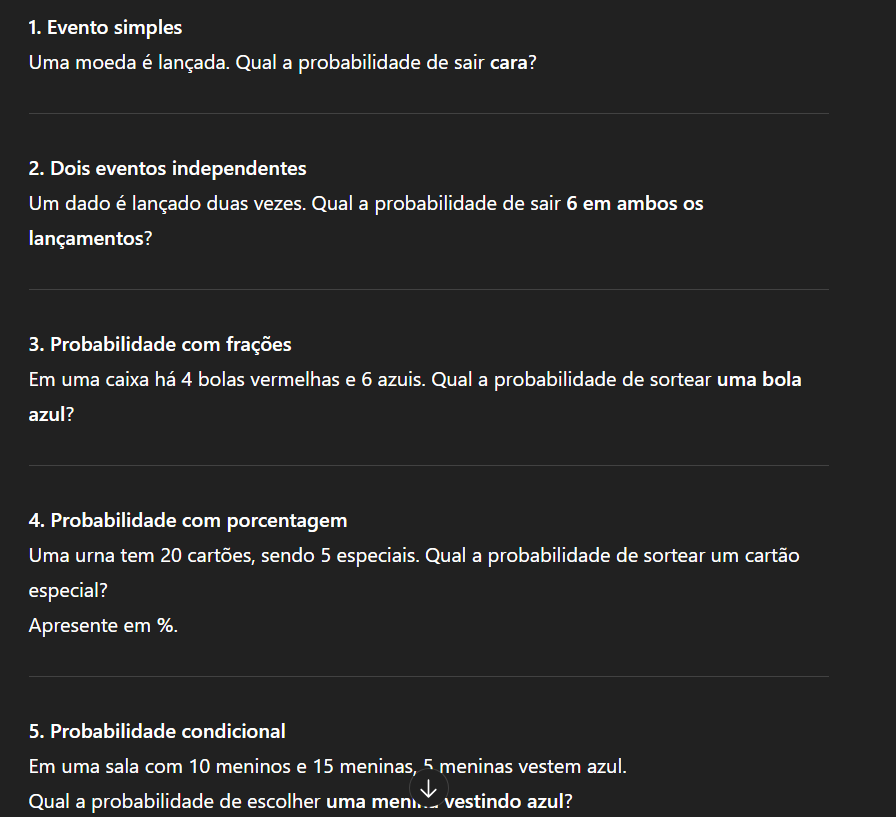 1. Evento simples
Uma moeda é lançada. Qual a probabilidade de sair cara?
2. Dois eventos independentes
Um dado é lançado duas vezes. Qual a probabilidade de sair 6 em ambos os
lançamentos?
3. Probabilidade com frações
Em uma caixa há 4 bolas vermelhas e 6 azuis. Qual a probabilidade de sortear uma bola
azul?
4. Probabilidade com porcentagem
Uma urna tem 20 cartões, sendo 5 especiais. Qual a probabilidade de sortear um cartão
especial?
Apresente em %.
5. Probabilidade condicional
Em uma sala com 10 meninos e 15 meninas, 5 meninas vestem azul.
Qual a probabilidade de escolher uma menina vestindo azul?